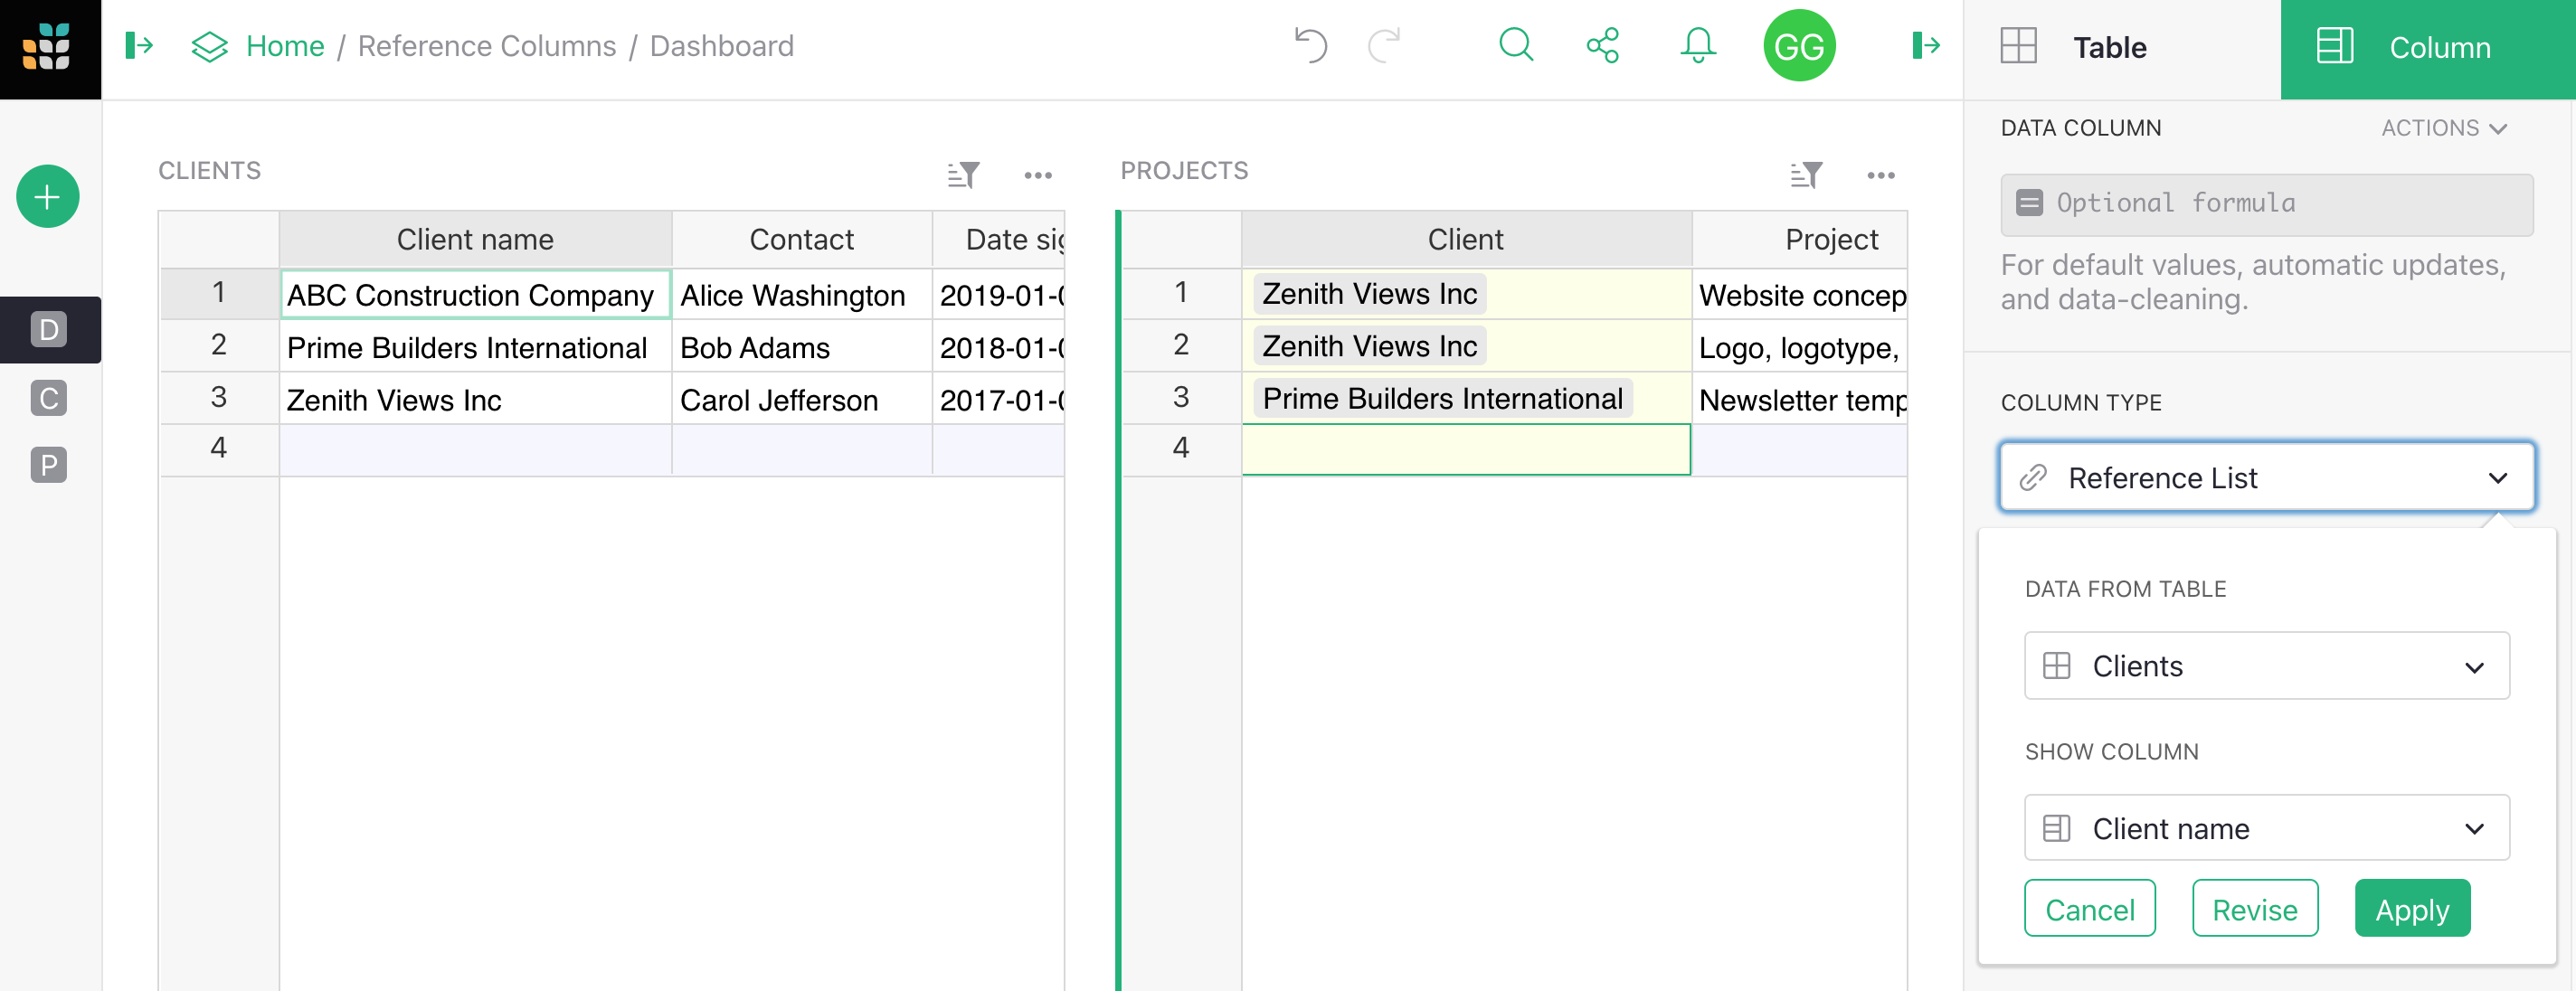 Home / Reference Columns / Dashboard
GG
Table
Column
DATA COLUMN
ACTIONS
Optional formula
For default values, automatic updates,
and data-cleaning.
COLUMN TYPE
Reference List
DATA FROM TABLE
Clients
SHOW COLUMN
Client name
Cancel
Revise
Apply
D
C
P
CLIENTS
Client name Contact Date sig
1 ABC Construction Company Alice Washington 2019-01-0
2 Prime Builders International Bob Adams 2018-01-0
3 Zenith Views Inc Carol Jefferson 2017-01-0
4
PROJECTS
Client Project
1 Zenith Views Inc Website concep
2 Zenith Views Inc Logo, logotype,
3 Prime Builders International Newsletter temp
4